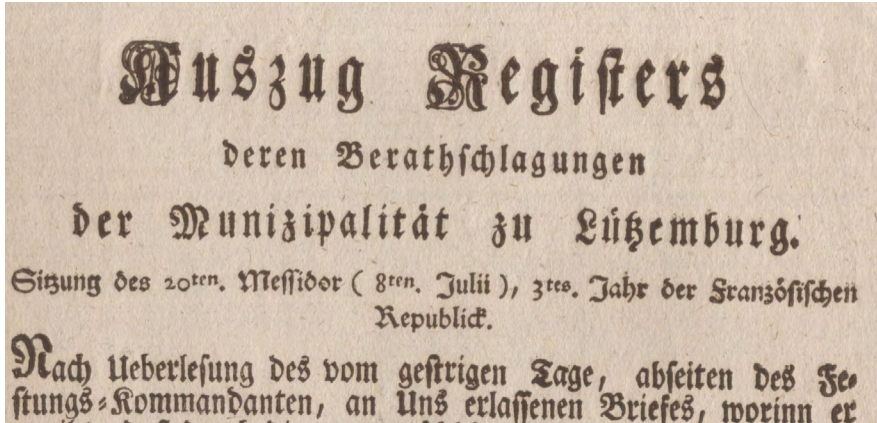 Auszug Registers
deren Berathschlagungen
der Munizipalität zu Lützemburg.
Sitzung des 20ten. Messidor ( 8ten. Julii ), 3tes. Jahr der Französischen
Republick.
Nach Ueberlesung des vom gestrigen Tage, abseiten des Fe-
stungs-Kommandanten, an Uns erlassenen Briefes, worinn er